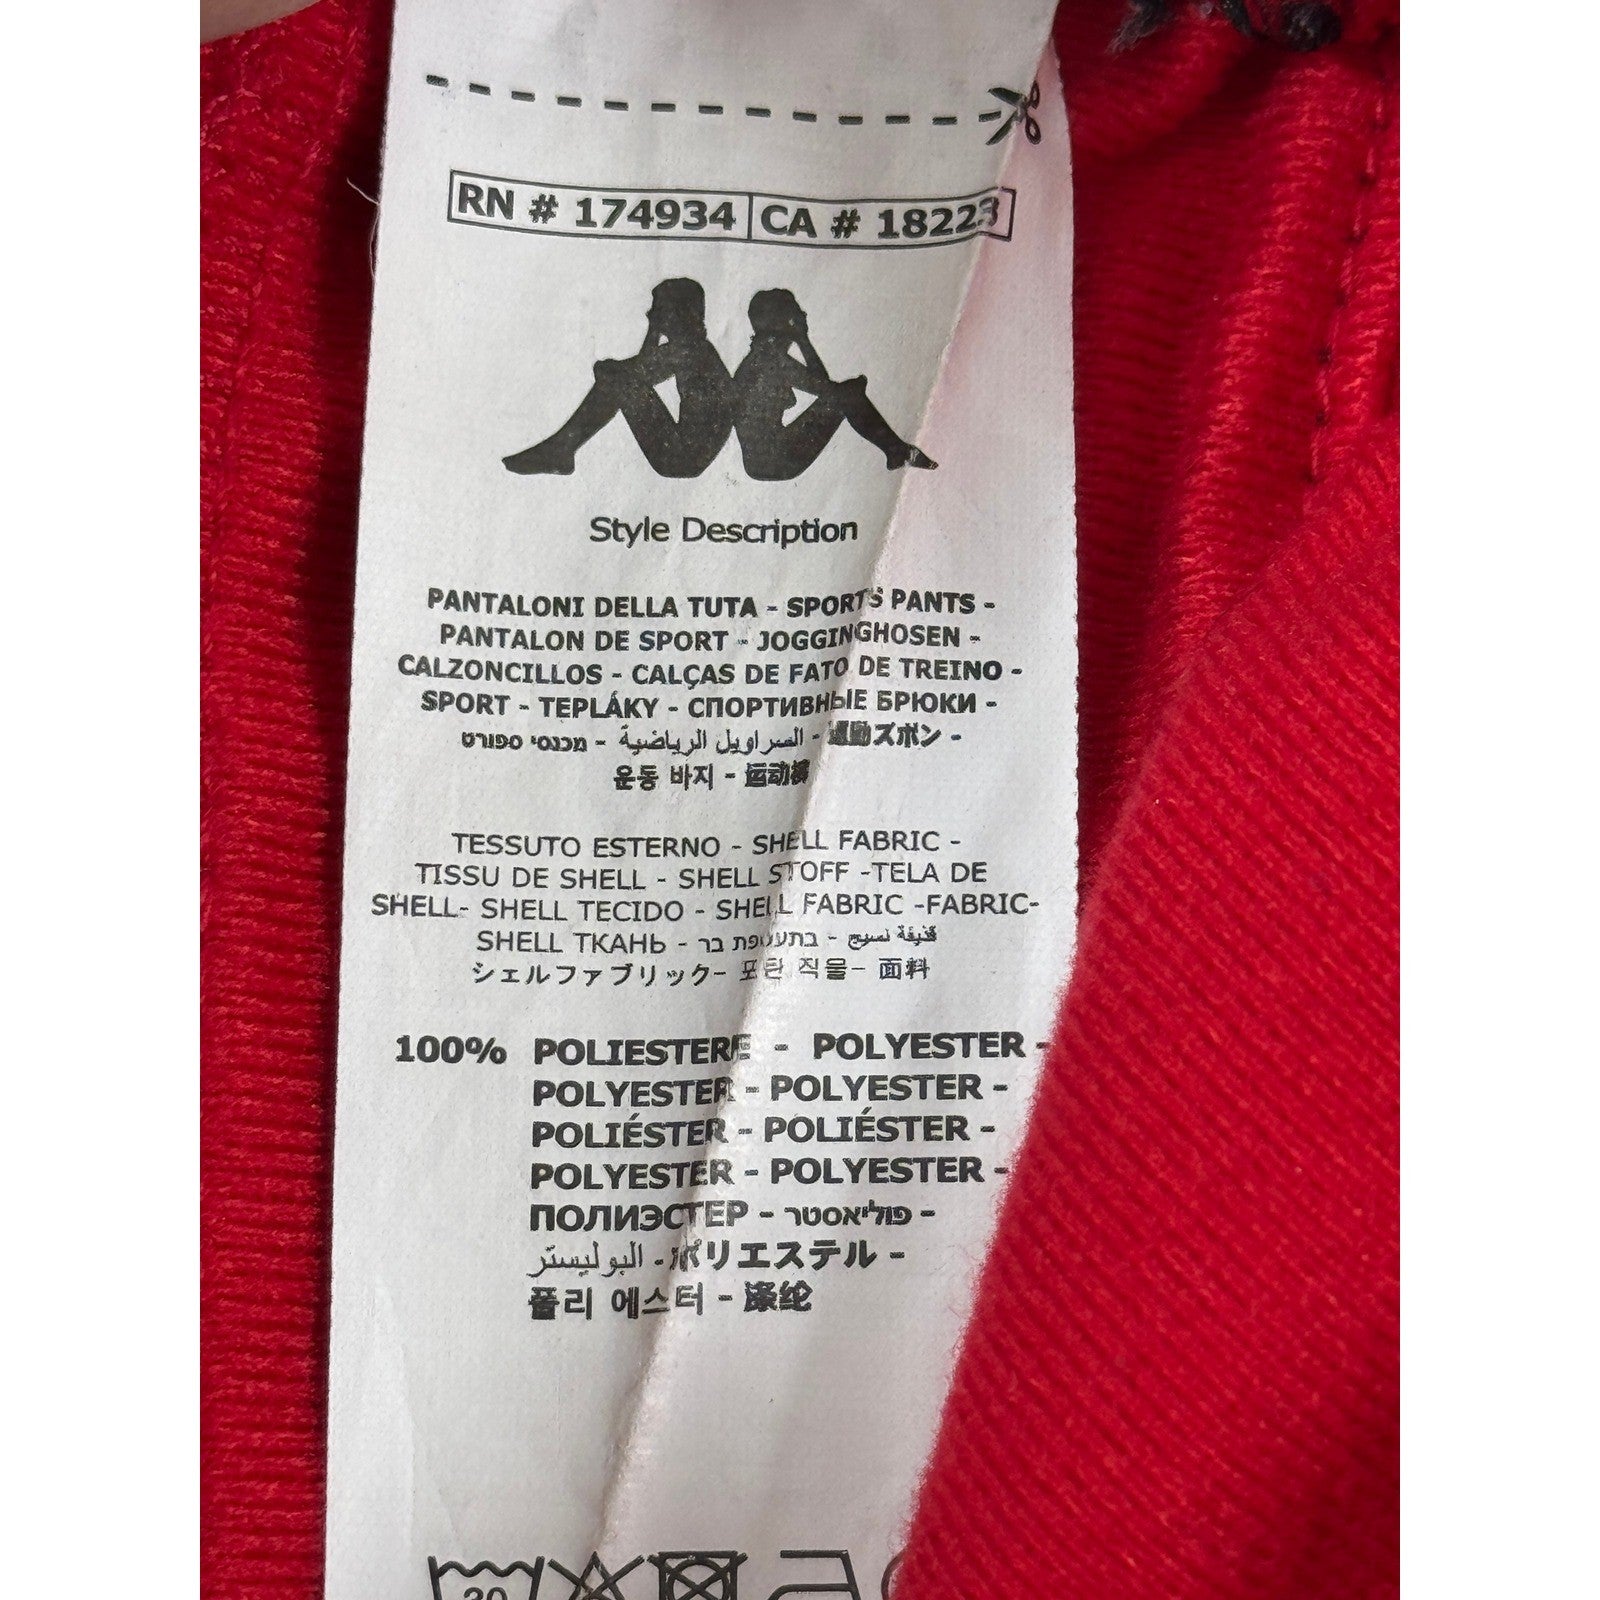 RN # 174934 CA # 18223
Style Description
PANTALONI DELLA TUTA - SPORTS PANTS -
PANTALON DE SPORT - JOGGINGHOSEN -
CALZONCILLOS - CALÇAS DE FATO DE TREINO -
SPORT - TEPLÁKY - СПОРТИВНЫЕ БРЮКИ -
מכנסי ספורט - السراويل الرياضية - 運動ズボン -
운동 바지 - 运动裤
TESSUTO ESTERNO - SHELL FABRIC -
TISSU DE SHELL - SHELL STOFF -TELA DE
SHELL- SHELL TECIDO - SHELL FABRIC -FABRIC-
SHELL ТКАНЬ - בתעטפת בר - قذيفة نسيج
シェルファブリック- 포탄 직물- 面料
100% POLIESTERE - POLYESTER -
POLYESTER - POLYESTER -
POLIÉSTER - POLIÉSTER -
POLYESTER - POLYESTER -
ПОЛИЭСТЕР - פוליאסטר -
البوليستر - ポリエステル -
폴리 에스터 - 涤纶
30